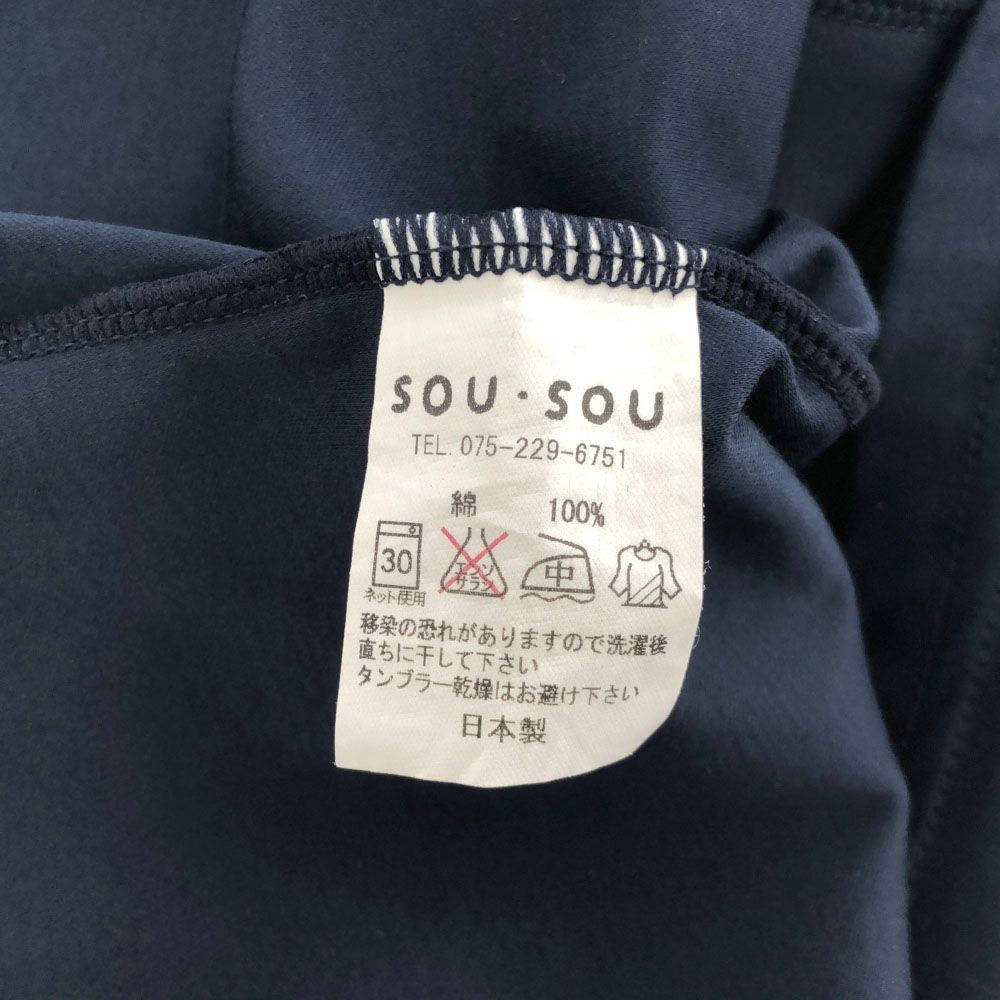 SOU・SOU
TEL. 075-229-6751
綿 100%
30 エンソサラシ 中
ネット使用
移染の恐れがありますので洗濯後
直ちに干して下さい
タンブラー乾燥はお避け下さい
日本製